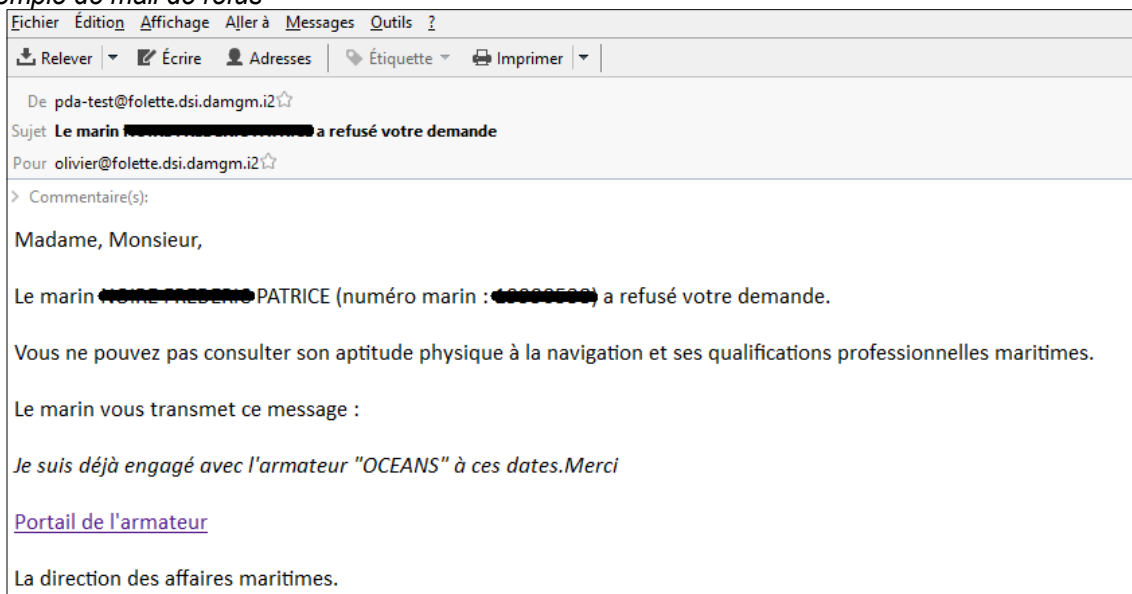 mple de mail de refus
Fichier Édition Affichage Aller à Messages Outils ?
Relever Écrire Adresses Étiquette Imprimer
De pda-test@folette.dsi.damgm.i2
Sujet Le marin a refusé votre demande
Pour olivier@folette.dsi.damgm.i2
> Commentaire(s):
Madame, Monsieur,
Le marin PATRICE (numéro marin : ) a refusé votre demande.
Vous ne pouvez pas consulter son aptitude physique à la navigation et ses qualifications professionnelles maritimes.
Le marin vous transmet ce message :
Je suis déjà engagé avec l'armateur "OCEANS" à ces dates.Merci
Portail de l'armateur
La direction des affaires maritimes.